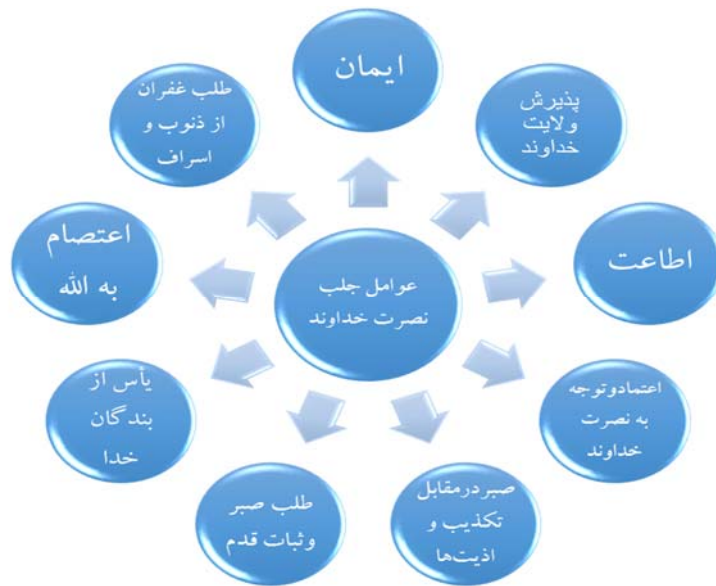 عوامل جلب
نصرت خداوند
ایمان
پذیرش
ولایت
خداوند
اطاعت
اعتمادوتوجه
به نصرت
خداوند
صبردرمقابل
تکذیب و
اذیت‌ها
طلب صبر
وثبات قدم
یأس از
بندگان
خدا
اعتصام
به الله
طلب غفران
از ذنوب و
اسراف